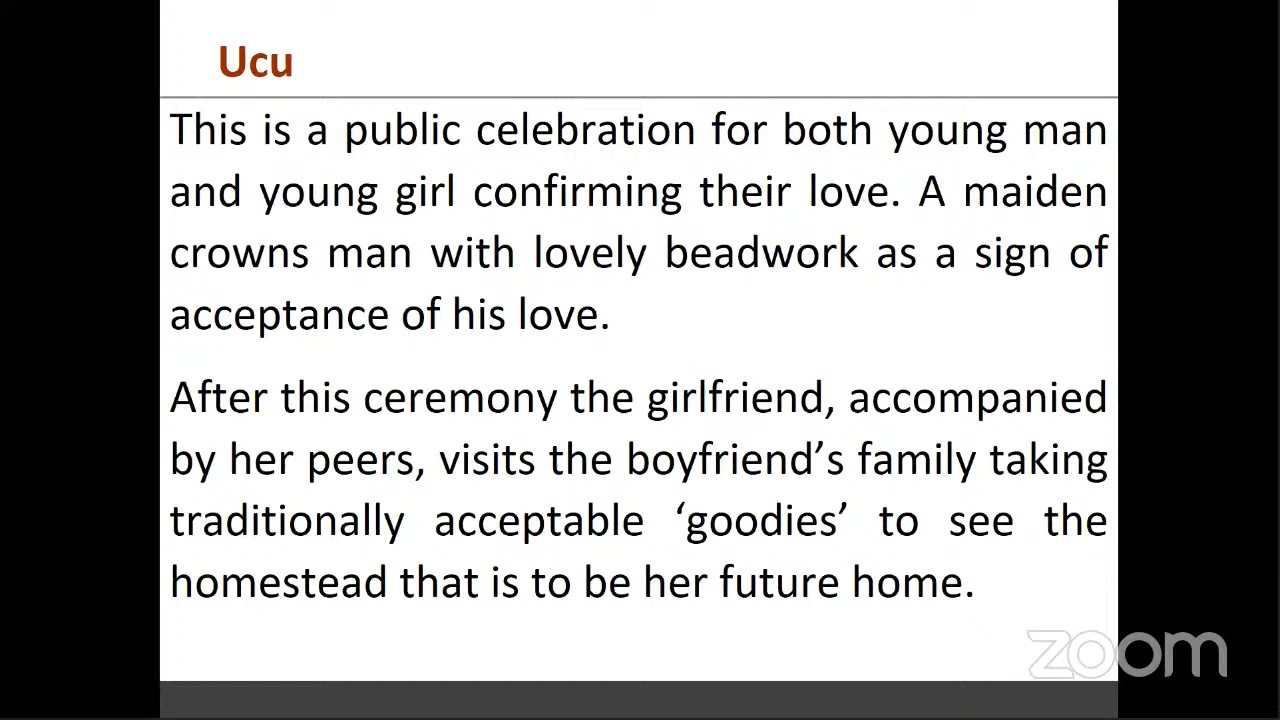 Ucu
This is a public celebration for both young man
and young girl confirming their love. A maiden
crowns man with lovely beadwork as a sign of
acceptance of his love.
After this ceremony the girlfriend, accompanied
by her peers, visits the boyfriend’s family taking
traditionally acceptable ‘goodies’ to see the
homestead that is to be her future home.
zoom